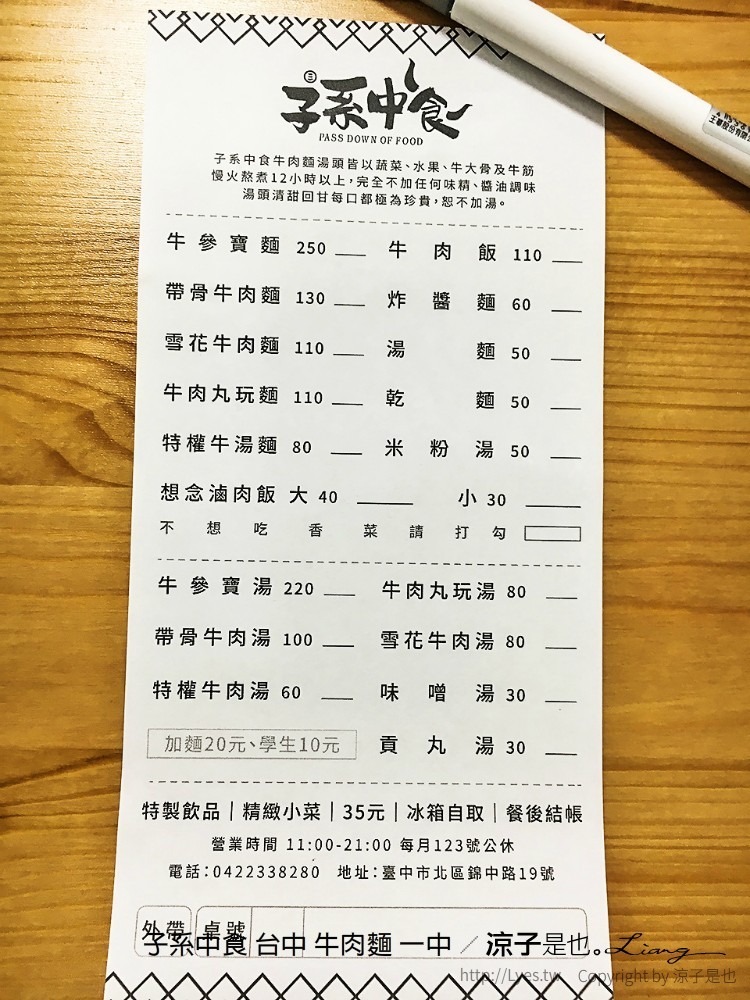 子系中食
PASS DOWN OF FOOD
子系中食牛肉麵湯頭皆以蔬菜、水果、牛大骨及牛筋
慢火熬煮12小時以上，完全不加任何味精、醬油調味
湯頭清甜回甘每口都極為珍貴，恕不加湯。
牛參寶麵 250 牛肉飯 110
帶骨牛肉麵 130 炸醬麵 60
雪花牛肉麵 110 湯麵 50
牛肉丸玩麵 110 乾麵 50
特權牛湯麵 80 米粉湯 50
想念滷肉飯 大 40 小 30
不想吃香菜請打勾
牛參寶湯 220 牛肉丸玩湯 80
帶骨牛肉湯 100 雪花牛肉湯 80
特權牛肉湯 60 味噌湯 30
加麵20元、學生10元 貢丸湯 30
特製飲品｜精緻小菜｜35元｜冰箱自取｜餐後結帳
營業時間 11:00-21:00 每月123號公休
電話:0422338280 地址:臺中市北區錦中路19號
外帶 桌號
子系中食 台中 牛肉麵 一中 ／ 涼子是也。Liang
http://Lyes.tw Copyright by 涼子是也